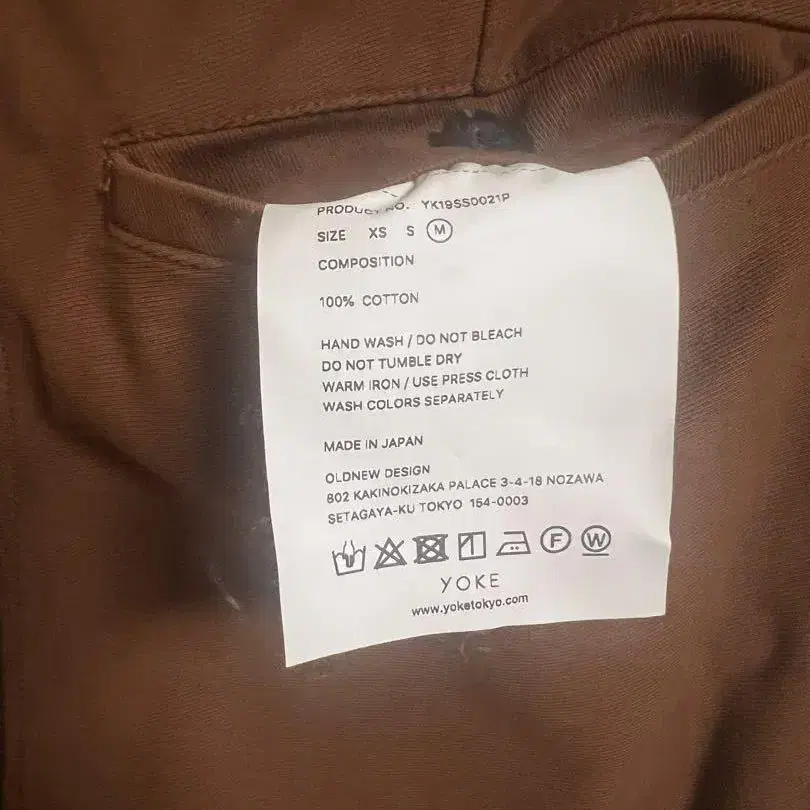 PRODUCT NO. YK19SS0021P
SIZE XS S M
COMPOSITION
100% COTTON
HAND WASH / DO NOT BLEACH
DO NOT TUMBLE DRY
WARM IRON / USE PRESS CLOTH
WASH COLORS SEPARATELY
MADE IN JAPAN
OLDNEW DESIGN
802 KAKINOKIZAKA PALACE 3-4-18 NOZAWA
SETAGAYA-KU TOKYO 154-0003
F W
YOKE
www.yoketokyo.com